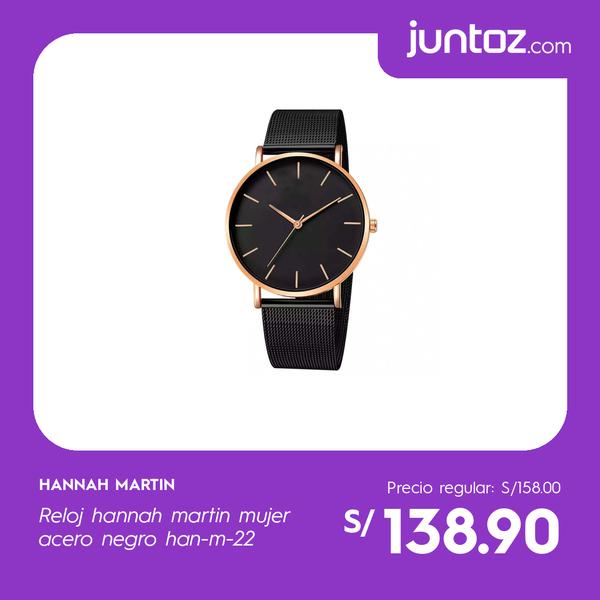 juntoz.com
HANNAH MARTIN
Reloj hannah martin mujer
acero negro han-m-22
Precio regular: S/158.00
S/138.90